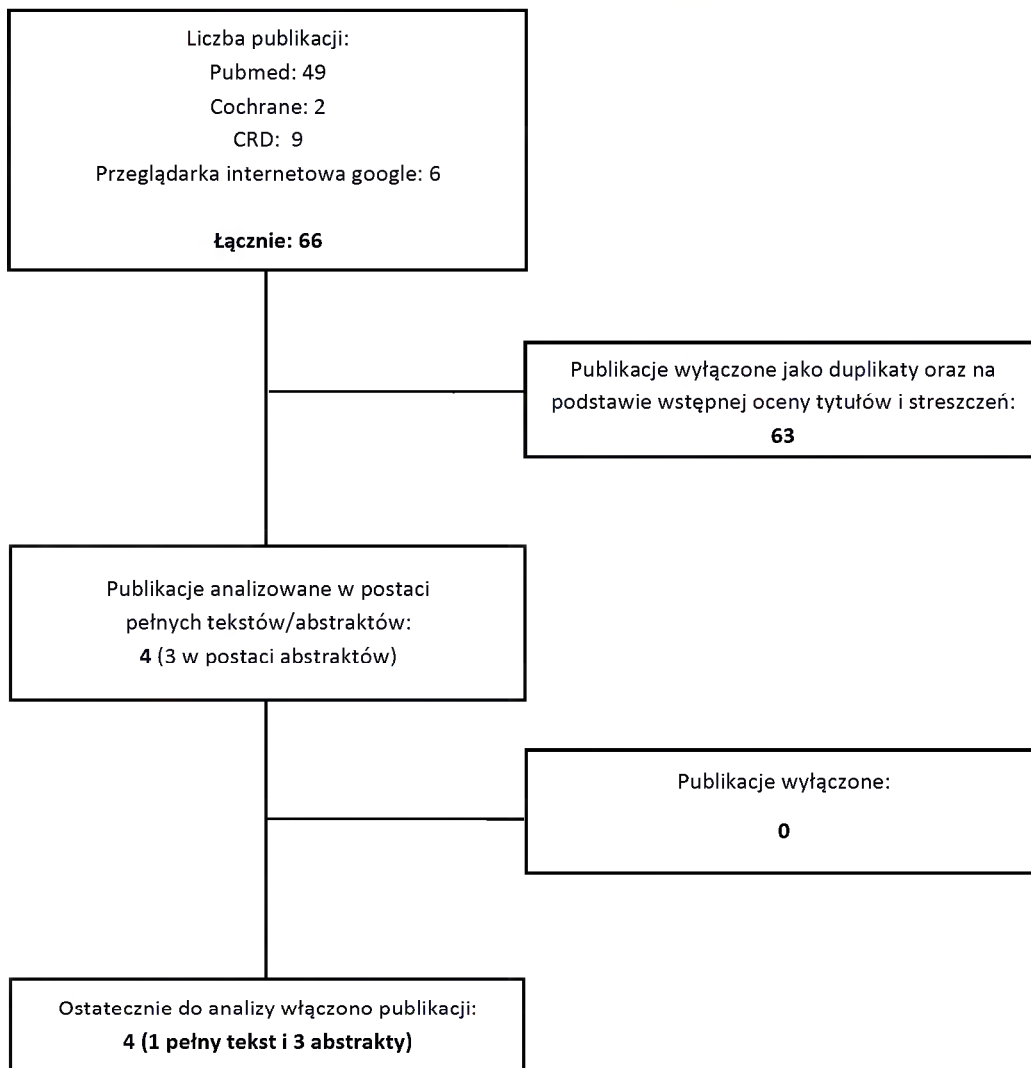 Liczba publikacji:
Pubmed: 49
Cochrane: 2
CRD: 9
Przeglądarka internetowa google: 6
Łącznie: 66
Publikacje wyłączone jako duplikaty oraz na
podstawie wstępnej oceny tytułów i streszczeń:
63
Publikacje analizowane w postaci
pełnych tekstów/abstraktów:
4 (3 w postaci abstraktów)
Publikacje wyłączone:
0
Ostatecznie do analizy włączono publikacji:
4 (1 pełny tekst i 3 abstrakty)